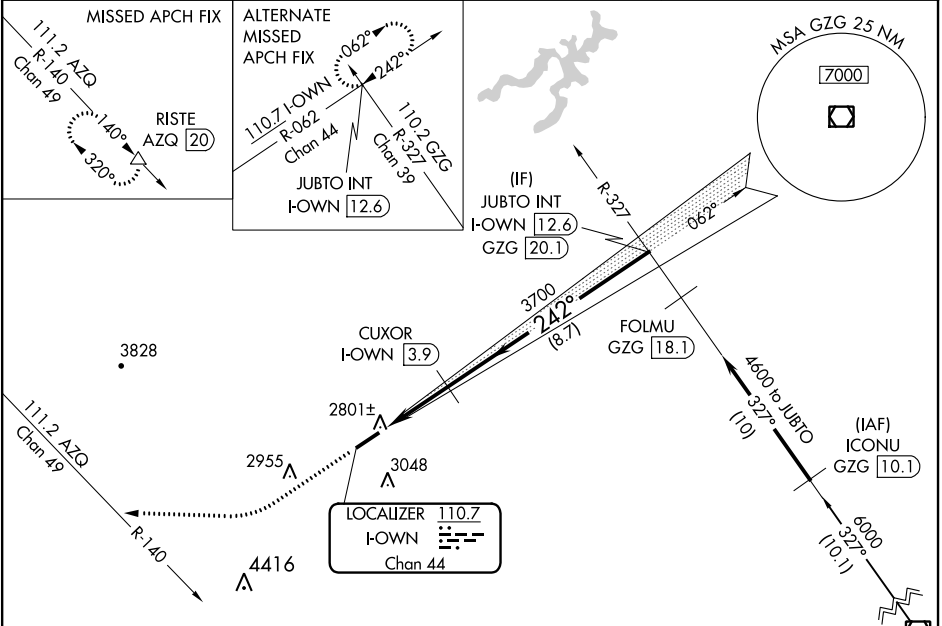 MISSED APCH FIX
111.2 AZQ
R-140
Chan 49
140°
320°
RISTE
AZQ 20
ALTERNATE
MISSED
APCH FIX
062°
242°
110.7 I-OWN
R-062
Chan 44
110.2 GZG
R-327
Chan 39
JUBTO INT
I-OWN 12.6
MSA GZG 25 NM
7000
(IF)
JUBTO INT
I-OWN 12.6
GZG 20.1
R-327
062°
3700
242°
(8.7)
FOLMU
GZG 18.1
CUXOR
I-OWN 3.9
3828
4600 to JUBTO
327°
(10)
(IAF)
ICONU
GZG 10.1
2801±
111.2 AZQ
Chan 49
2955
3048
LOCALIZER 110.7
I-OWN
Chan 44
R-140
4416
6000
327°
(10.1)